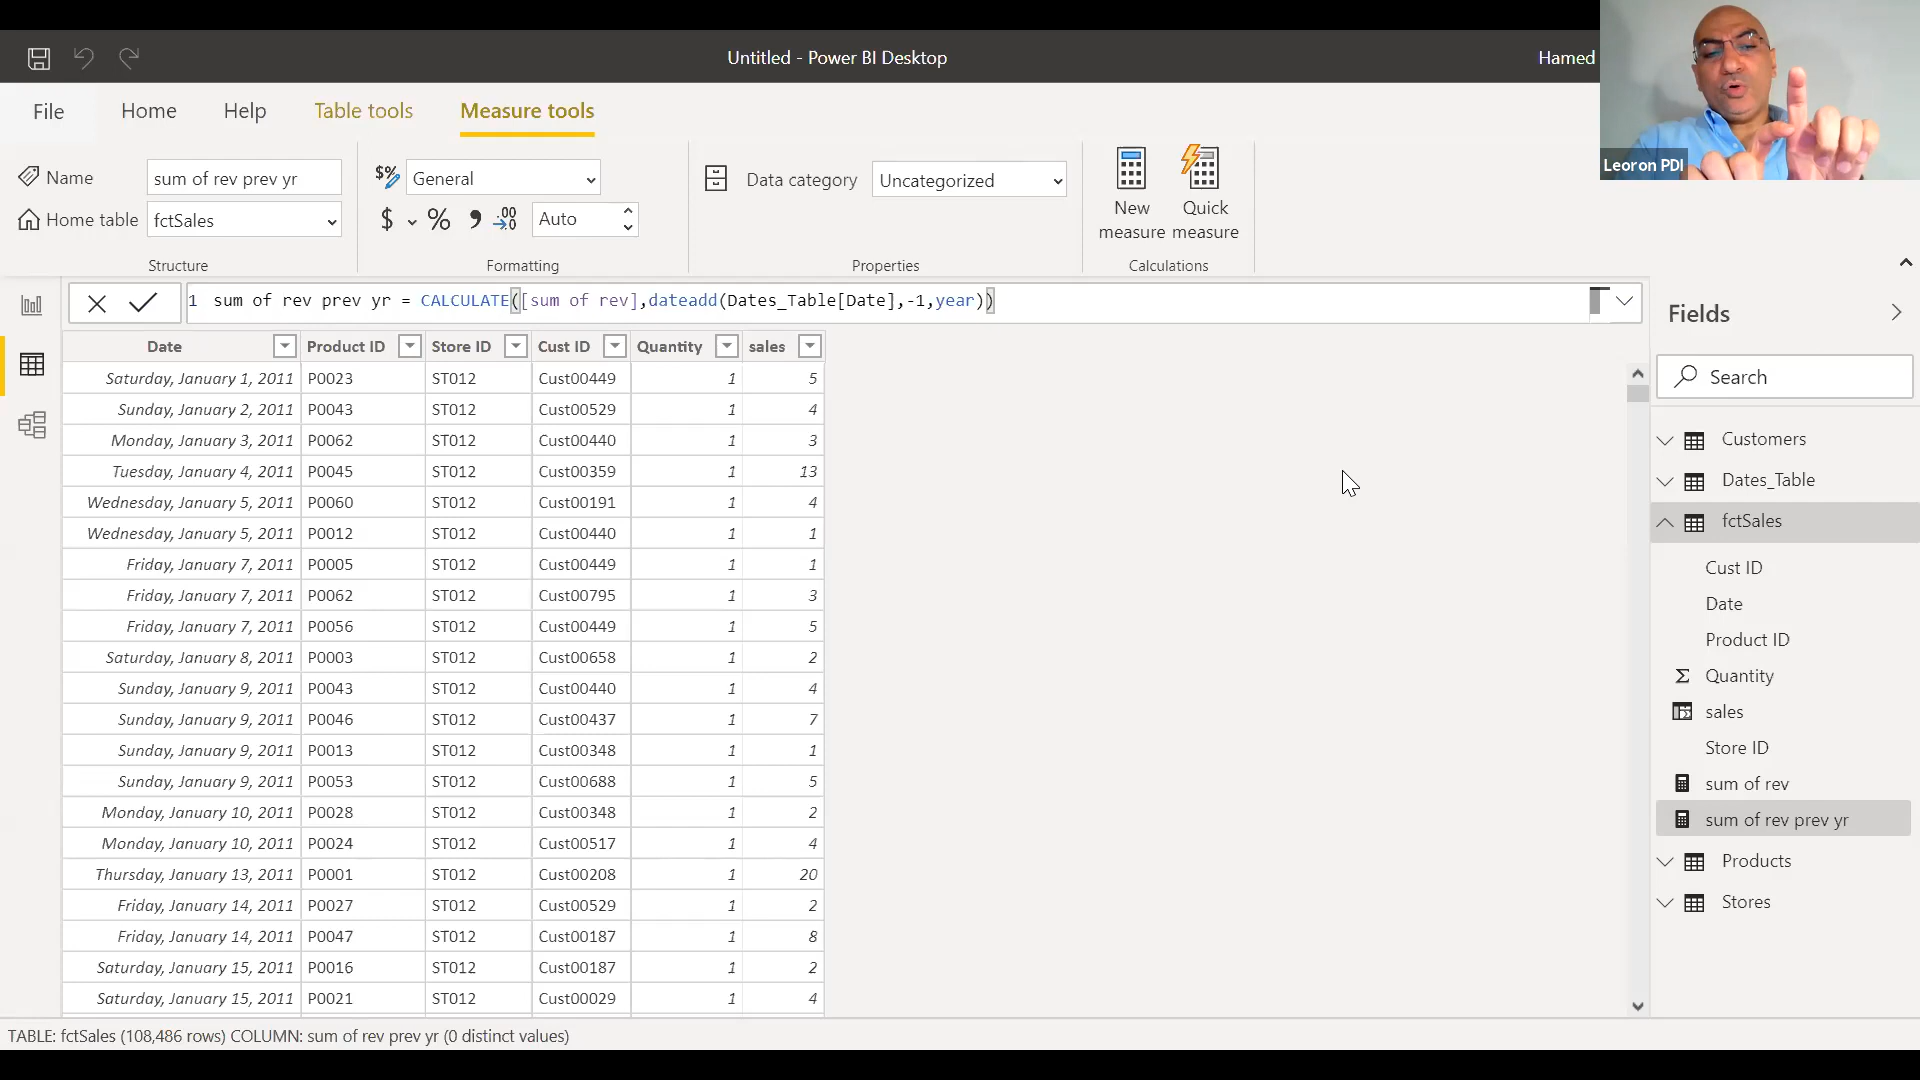 Untitled - Power BI Desktop
Hamed
Leoron PDI
File Home Help Table tools Measure tools
Name sum of rev prev yr
Home table fctSales
Structure
General
$ % 9 .00 Auto
Formatting
Data category Uncategorized
Properties
New measure
Quick measure
Calculations
1 sum of rev prev yr = CALCULATE([sum of rev],dateadd(Dates_Table[Date],-1,year))
Date Product ID Store ID Cust ID Quantity sales
Saturday, January 1, 2011 P0023 ST012 Cust00449 1 5
Sunday, January 2, 2011 P0043 ST012 Cust00529 1 4
Monday, January 3, 2011 P0062 ST012 Cust00440 1 3
Tuesday, January 4, 2011 P0045 ST012 Cust00359 1 13
Wednesday, January 5, 2011 P0060 ST012 Cust00191 1 4
Wednesday, January 5, 2011 P0012 ST012 Cust00440 1 1
Friday, January 7, 2011 P0005 ST012 Cust00449 1 1
Friday, January 7, 2011 P0062 ST012 Cust00795 1 3
Friday, January 7, 2011 P0056 ST012 Cust00449 1 5
Saturday, January 8, 2011 P0003 ST012 Cust00658 1 2
Sunday, January 9, 2011 P0043 ST012 Cust00440 1 4
Sunday, January 9, 2011 P0046 ST012 Cust00437 1 7
Sunday, January 9, 2011 P0013 ST012 Cust00348 1 1
Sunday, January 9, 2011 P0053 ST012 Cust00688 1 5
Monday, January 10, 2011 P0028 ST012 Cust00348 1 2
Monday, January 10, 2011 P0024 ST012 Cust00517 1 4
Thursday, January 13, 2011 P0001 ST012 Cust00208 1 20
Friday, January 14, 2011 P0027 ST012 Cust00529 1 2
Friday, January 14, 2011 P0047 ST012 Cust00187 1 8
Saturday, January 15, 2011 P0016 ST012 Cust00187 1 2
Saturday, January 15, 2011 P0021 ST012 Cust00029 1 4
Fields
Search
Customers
Dates_Table
fctSales
Cust ID
Date
Product ID
Quantity
sales
Store ID
sum of rev
sum of rev prev yr
Products
Stores
TABLE: fctSales (108,486 rows) COLUMN: sum of rev prev yr (0 distinct values)